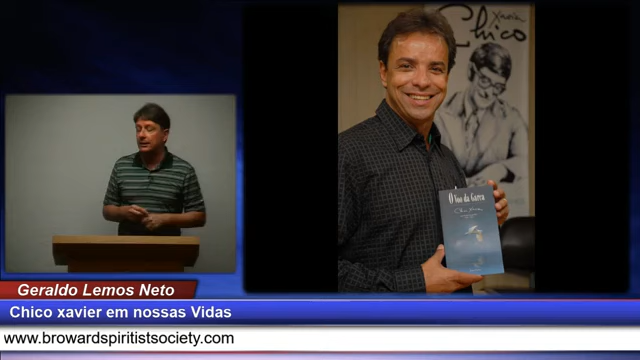 Xavier
Chico
O Voo da Garça
Geraldo Lemos Neto
Chico xavier em nossas Vidas
www.browardspiritistsociety.com